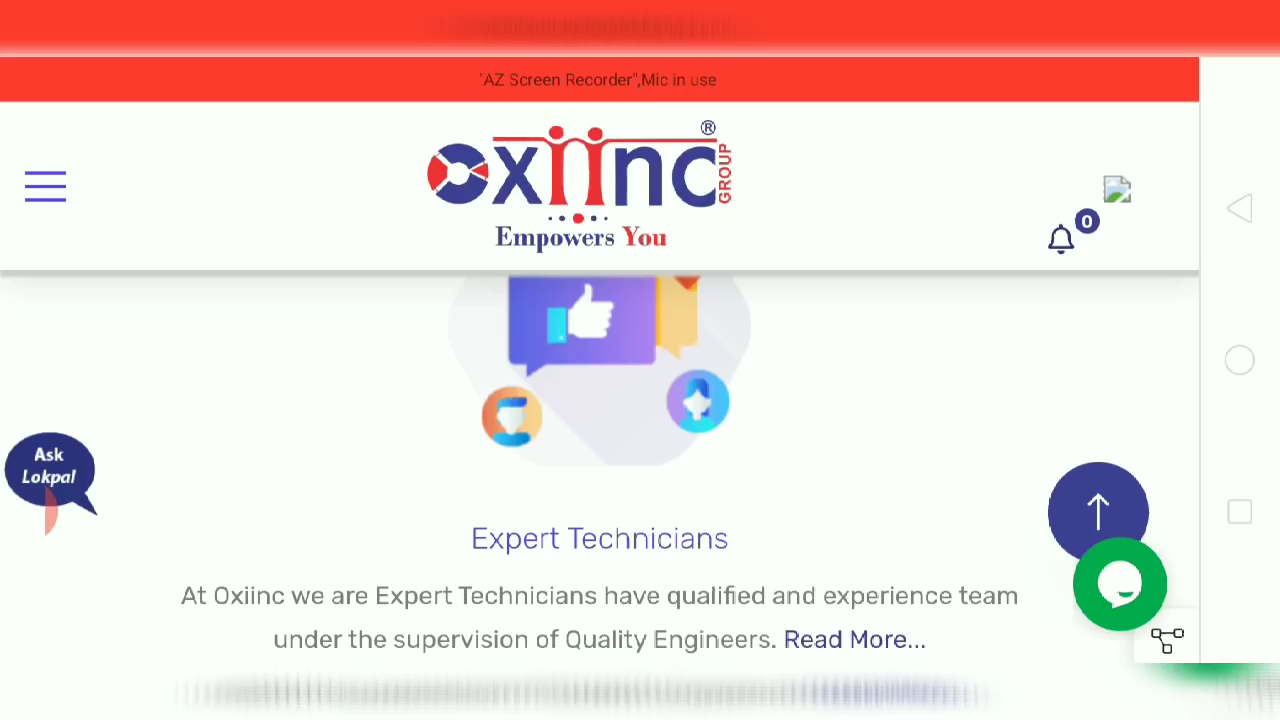 "AZ Screen Recorder",Mic in use
Oxiinc GROUP ®
Empowers You
0
Ask
Lokpal
Expert Technicians
At Oxiinc we are Expert Technicians have qualified and experience team
under the supervision of Quality Engineers. Read More...